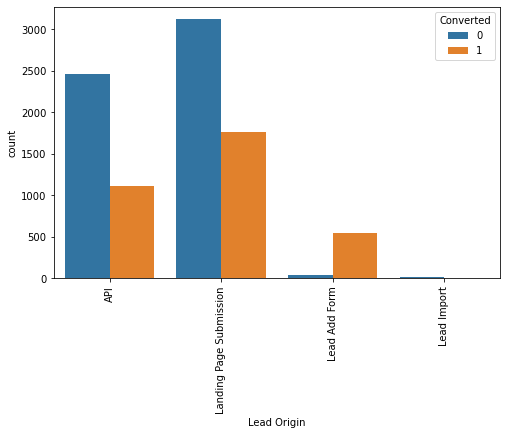 Converted
0
1
3000
2500
2000
1500
1000
500
0
count
API
Landing Page Submission
Lead Add Form
Lead Import
Lead Origin